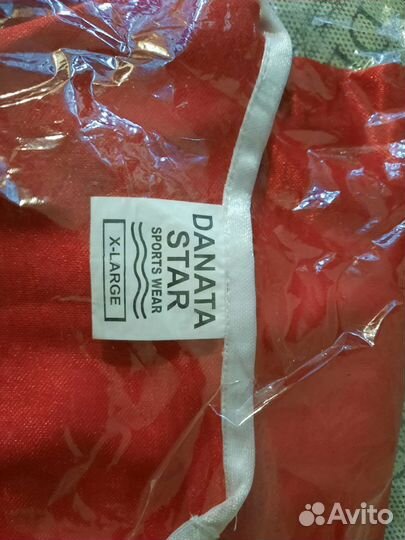 DANATA
STAR
SPORTS WEAR
X-LARGE
Avito